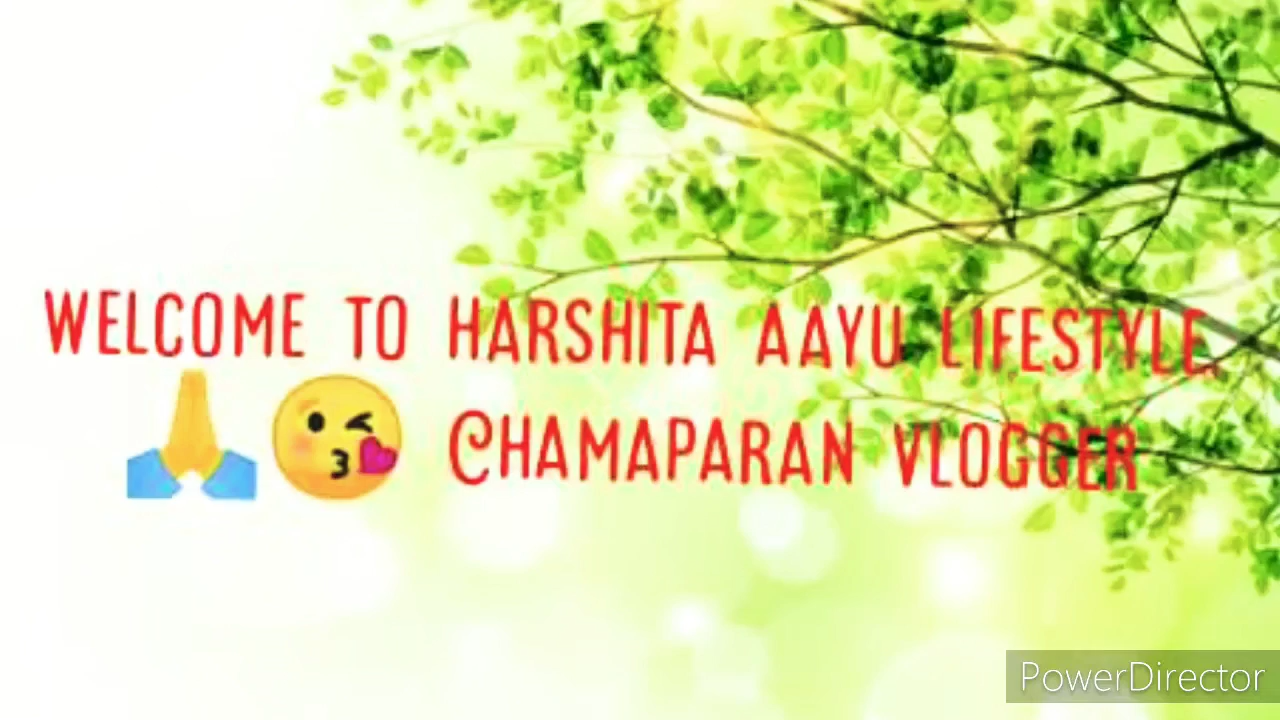 WELCOME TO HARSHITA AAYU LIFESTYLE.
🙏😘 CHAMAPARAN VLOGGER
PowerDirector